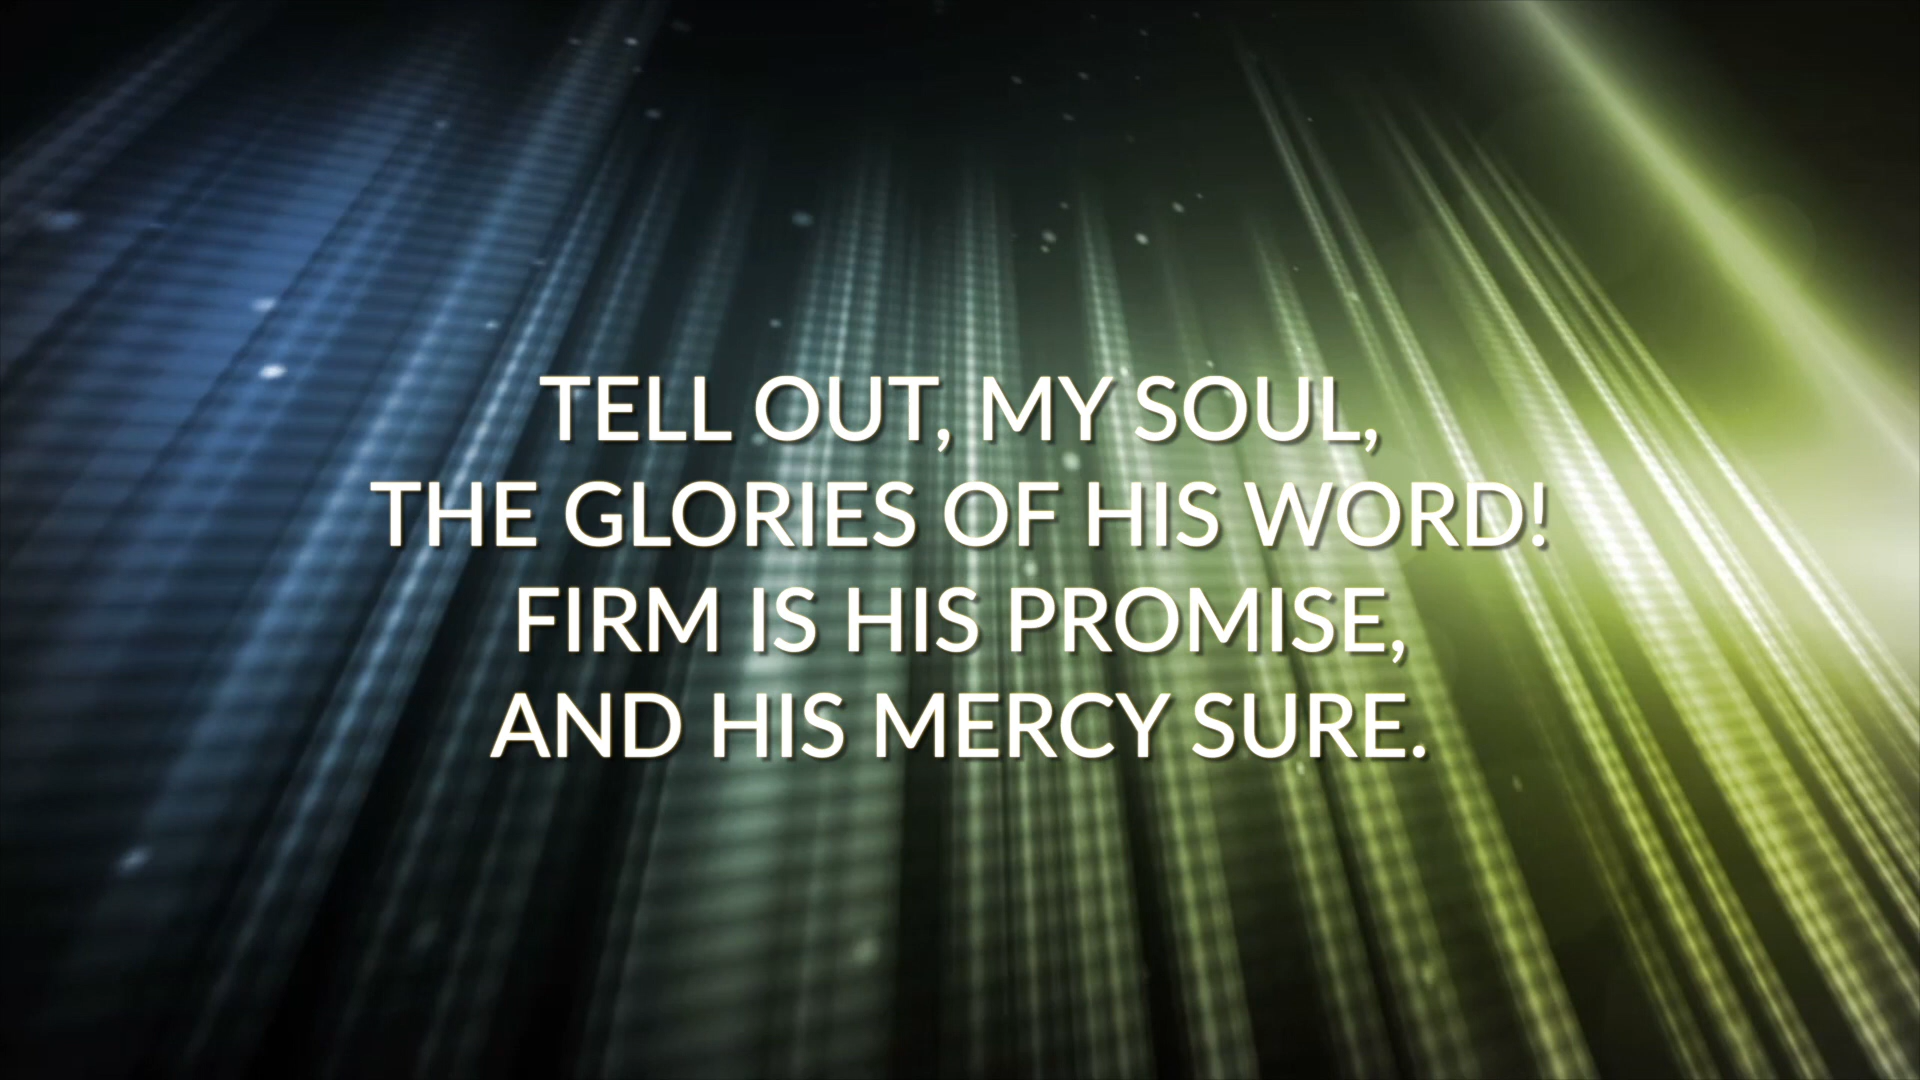 TELL OUT, MY SOUL,
THE GLORIES OF HIS WORD!
FIRM IS HIS PROMISE,
AND HIS MERCY SURE.